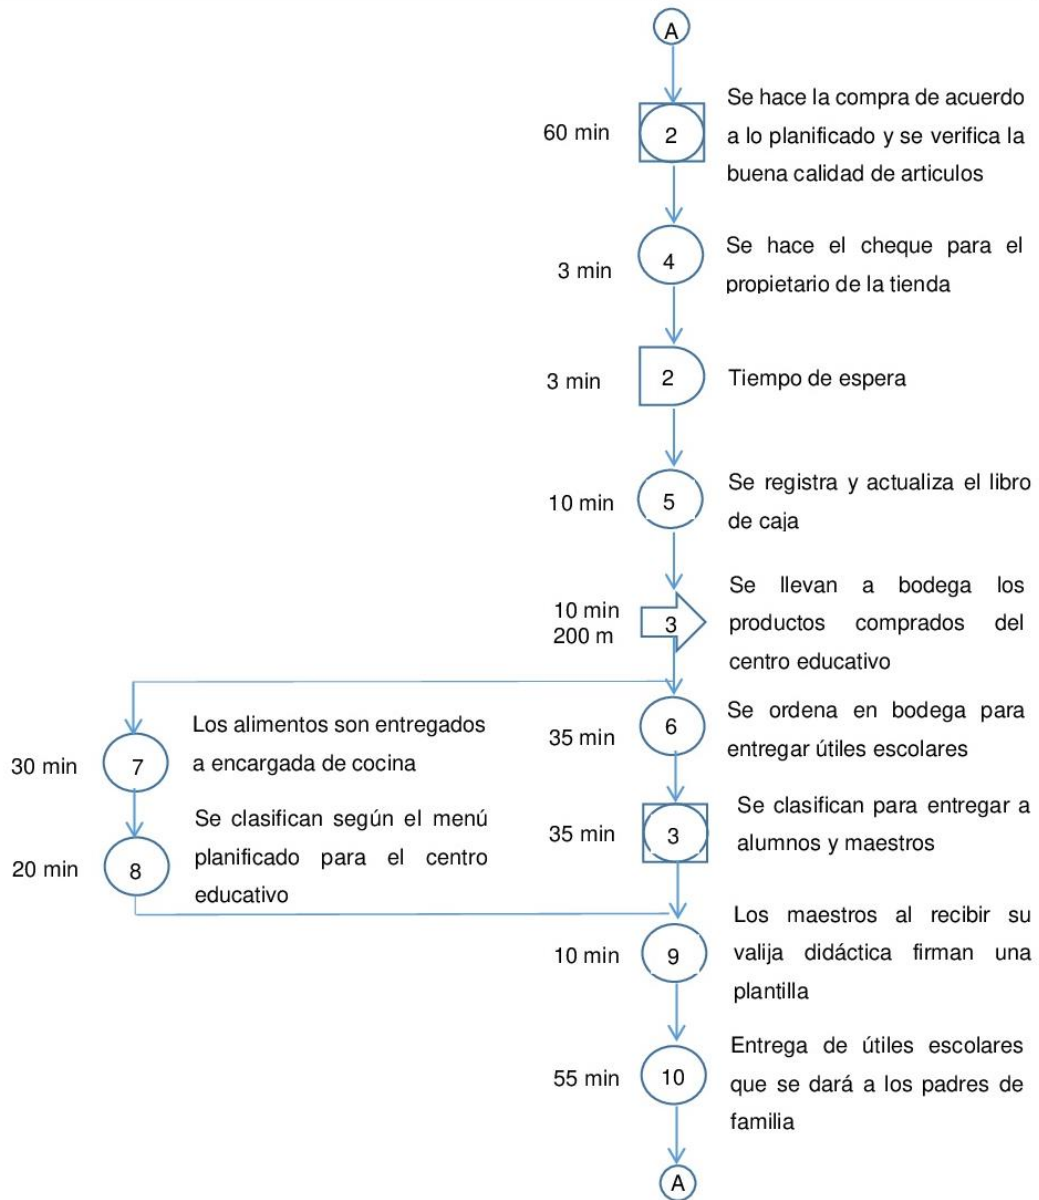 A
60 min
2
Se hace la compra de acuerdo
a lo planificado y se verifica la
buena calidad de articulos
3 min
4
Se hace el cheque para el
propietario de la tienda
3 min
2
Tiempo de espera
10 min
5
Se registra y actualiza el libro
de caja
10 min
200 m
3
Se llevan a bodega los
productos comprados del
centro educativo
35 min
6
Se ordena en bodega para
entregar útiles escolares
30 min
7
Los alimentos son entregados
a encargada de cocina
35 min
3
Se clasifican para entregar a
alumnos y maestros
20 min
8
Se clasifican según el menú
planificado para el centro
educativo
10 min
9
Los maestros al recibir su
valija didáctica firman una
plantilla
55 min
10
Entrega de útiles escolares
que se dará a los padres de
familia
A